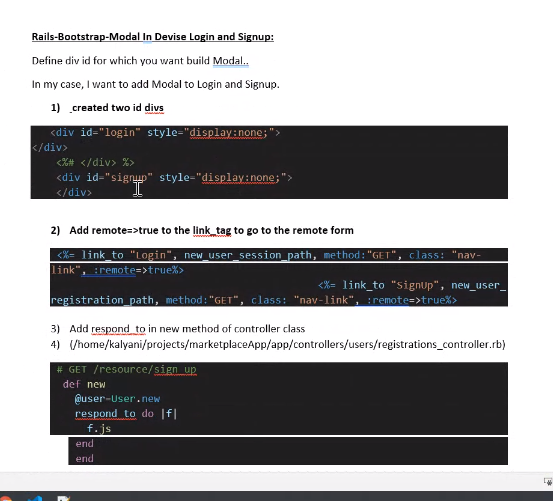 Rails-Bootstrap-Modal In Devise Login and Signup:
Define div id for which you want build Modal..
In my case, I want to add Modal to Login and Signup.
1) _created two id divs
<div id="login" style="display:none;">
</div>
<%# </div> %>
<div id="signup" style="display:none;">
</div>
2) Add remote=>true to the link_tag to go to the remote form
<%= link_to "Login", new_user_session_path, method:"GET", class: "nav-
link", :remote=>true%>
<%= link_to "SignUp", new_user_
registration_path, method:"GET", class: "nav-link", :remote=>true%>
3) Add respond_to in new method of controller class
4) (/home/kalyani/projects/marketplaceApp/app/controllers/users/registrations_controller.rb)
# GET /resource/sign_up
def new
@user=User.new
respond_to do |f|
f.js
end
end